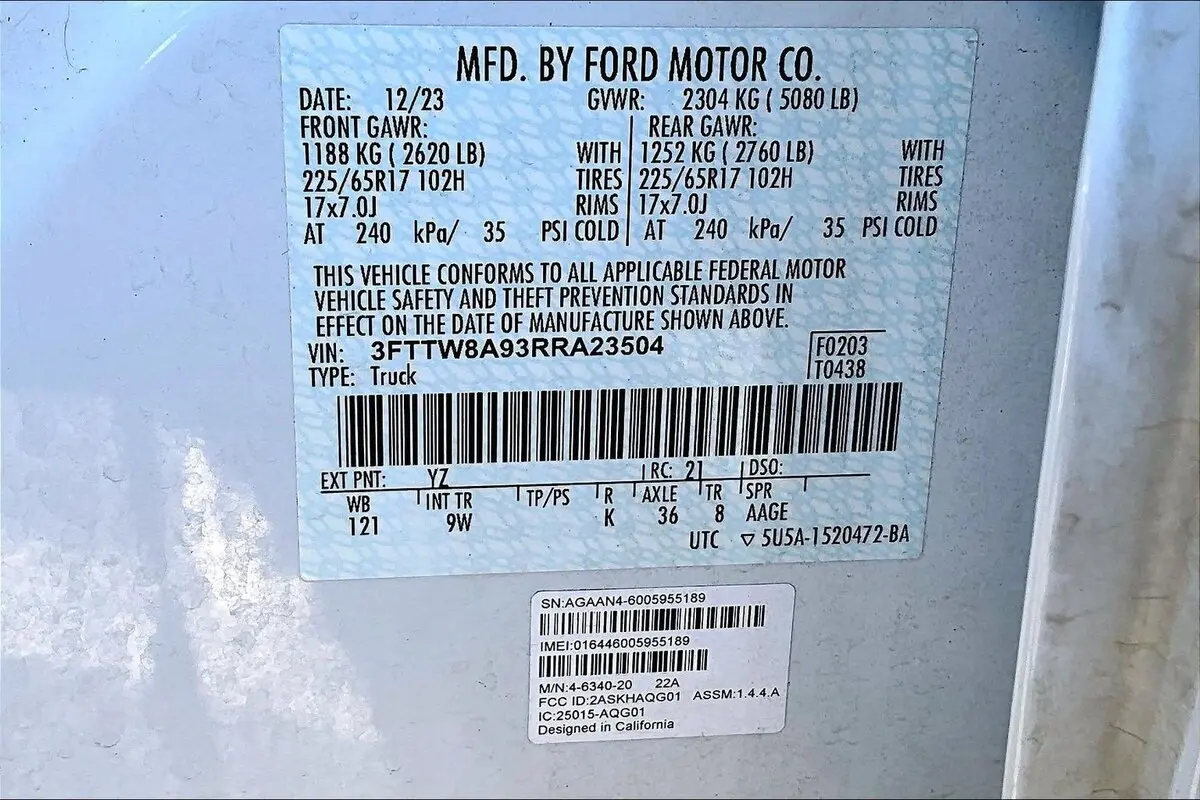 MFD. BY FORD MOTOR CO.
DATE: 12/23 GVWR: 2304 KG ( 5080 LB)
FRONT GAWR: REAR GAWR:
1188 KG ( 2620 LB) WITH 1252 KG ( 2760 LB) WITH
225/65R17 102H TIRES 225/65R17 102H TIRES
17x7.0J RIMS 17x7.0J RIMS
AT 240 kPa/ 35 PSI COLD AT 240 kPa/ 35 PSI COLD
THIS VEHICLE CONFORMS TO ALL APPLICABLE FEDERAL MOTOR
VEHICLE SAFETY AND THEFT PREVENTION STANDARDS IN
EFFECT ON THE DATE OF MANUFACTURE SHOWN ABOVE.
VIN: 3FTTW8A93RRA23504 F0203
TYPE: Truck T0438
EXT PNT: YZ RC: 21 DSO:
WB INT TR TP/PS R AXLE TR SPR
121 9W K 36 8 AAGE
UTC ▽ 5U5A-1520472-BA
SN:AGAAN4-6005955189
IMEI:016446005955189
M/N:4-6340-20 22A
FCC ID:2ASKHAQG01 ASSM:1.4.4.A
IC:25015-AQG01
Designed in California